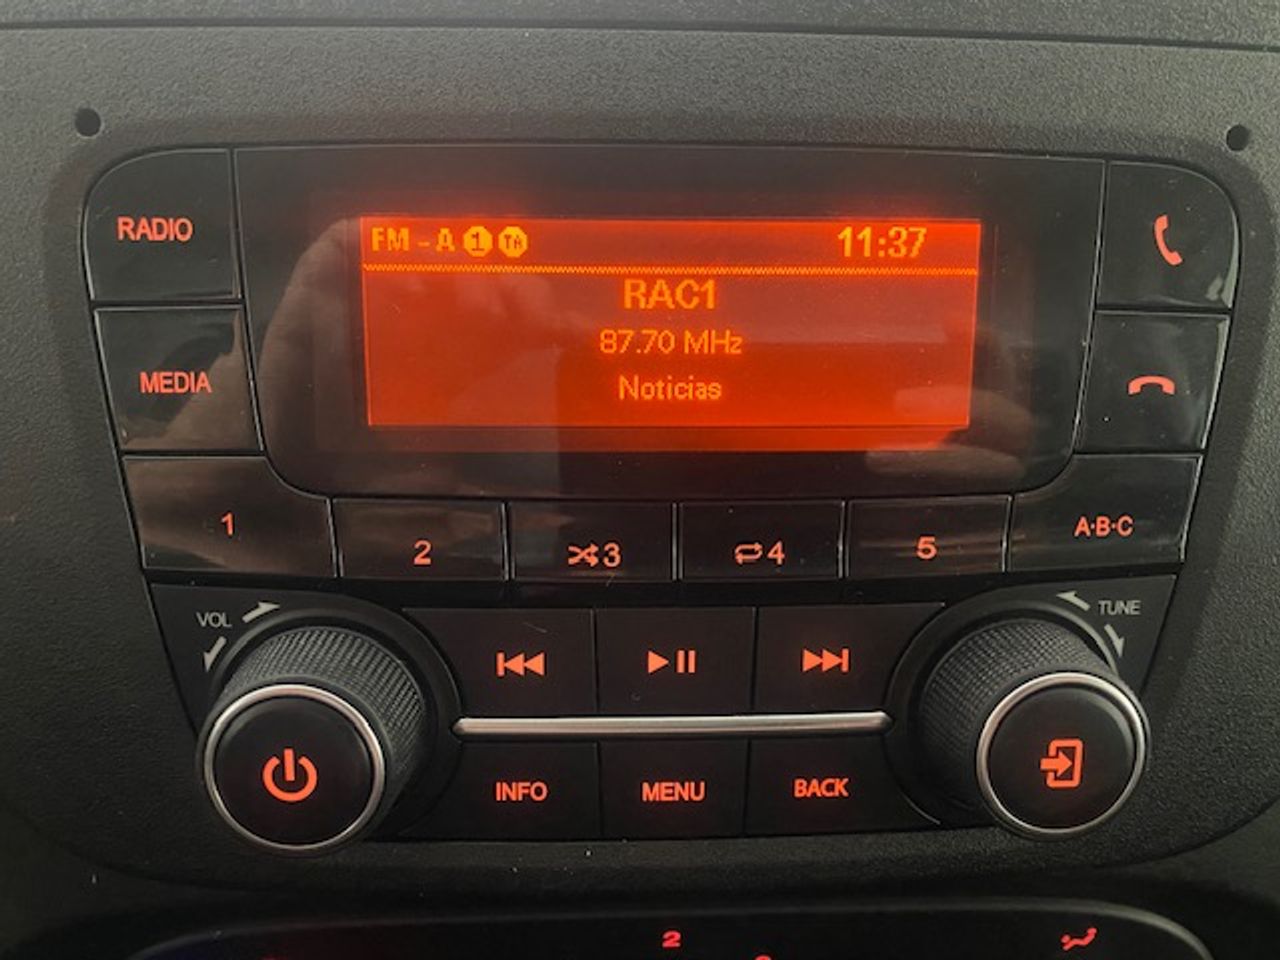 RADIO
FM - A 1 TA 11:37
RAC1
87.70 MHz
Noticias
MEDIA
1
2
3
4
5
A·B·C
VOL
TUNE
INFO
MENU
BACK
2